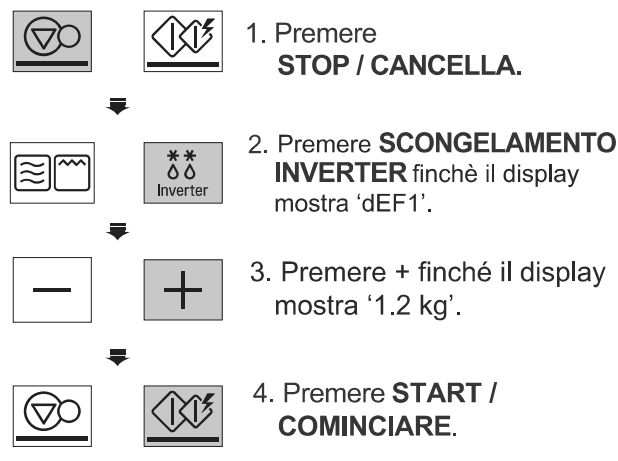 1. Premere
STOP / CANCELLA.
2. Premere SCONGELAMENTO
INVERTER finchè il display
mostra ‘dEF1’.
Inverter
3. Premere + finché il display
mostra ‘1.2 kg’.
4. Premere START /
COMINCIARE.